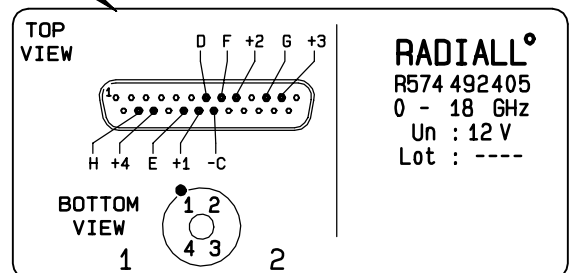 TOP
VIEW
D F +2 G +3
1
H +4 E +1 -C
BOTTOM
VIEW
1 2
4 3
1 2
RADIALL°
R574 492405
0 - 18 GHz
Un : 12 V
Lot : ----